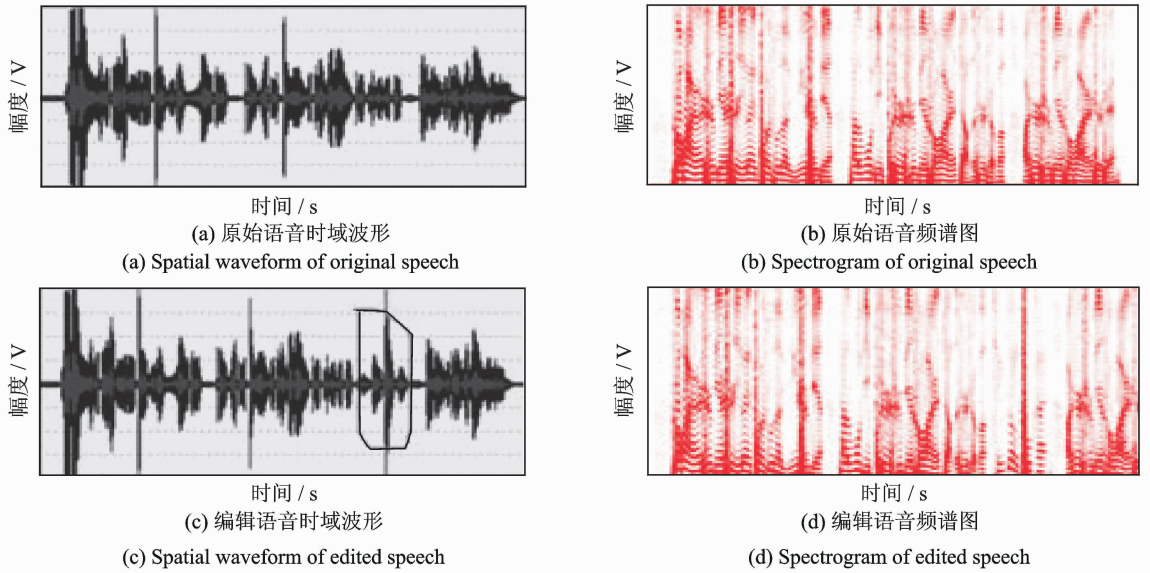 幅度 / V
时间 / s
(a) 原始语音时域波形
(a) Spatial waveform of original speech
幅度 / V
时间 / s
(b) 原始语音频谱图
(b) Spectrogram of original speech
幅度 / V
时间 / s
(c) 编辑语音时域波形
(c) Spatial waveform of edited speech
幅度 / V
时间 / s
(d) 编辑语音频谱图
(d) Spectrogram of edited speech